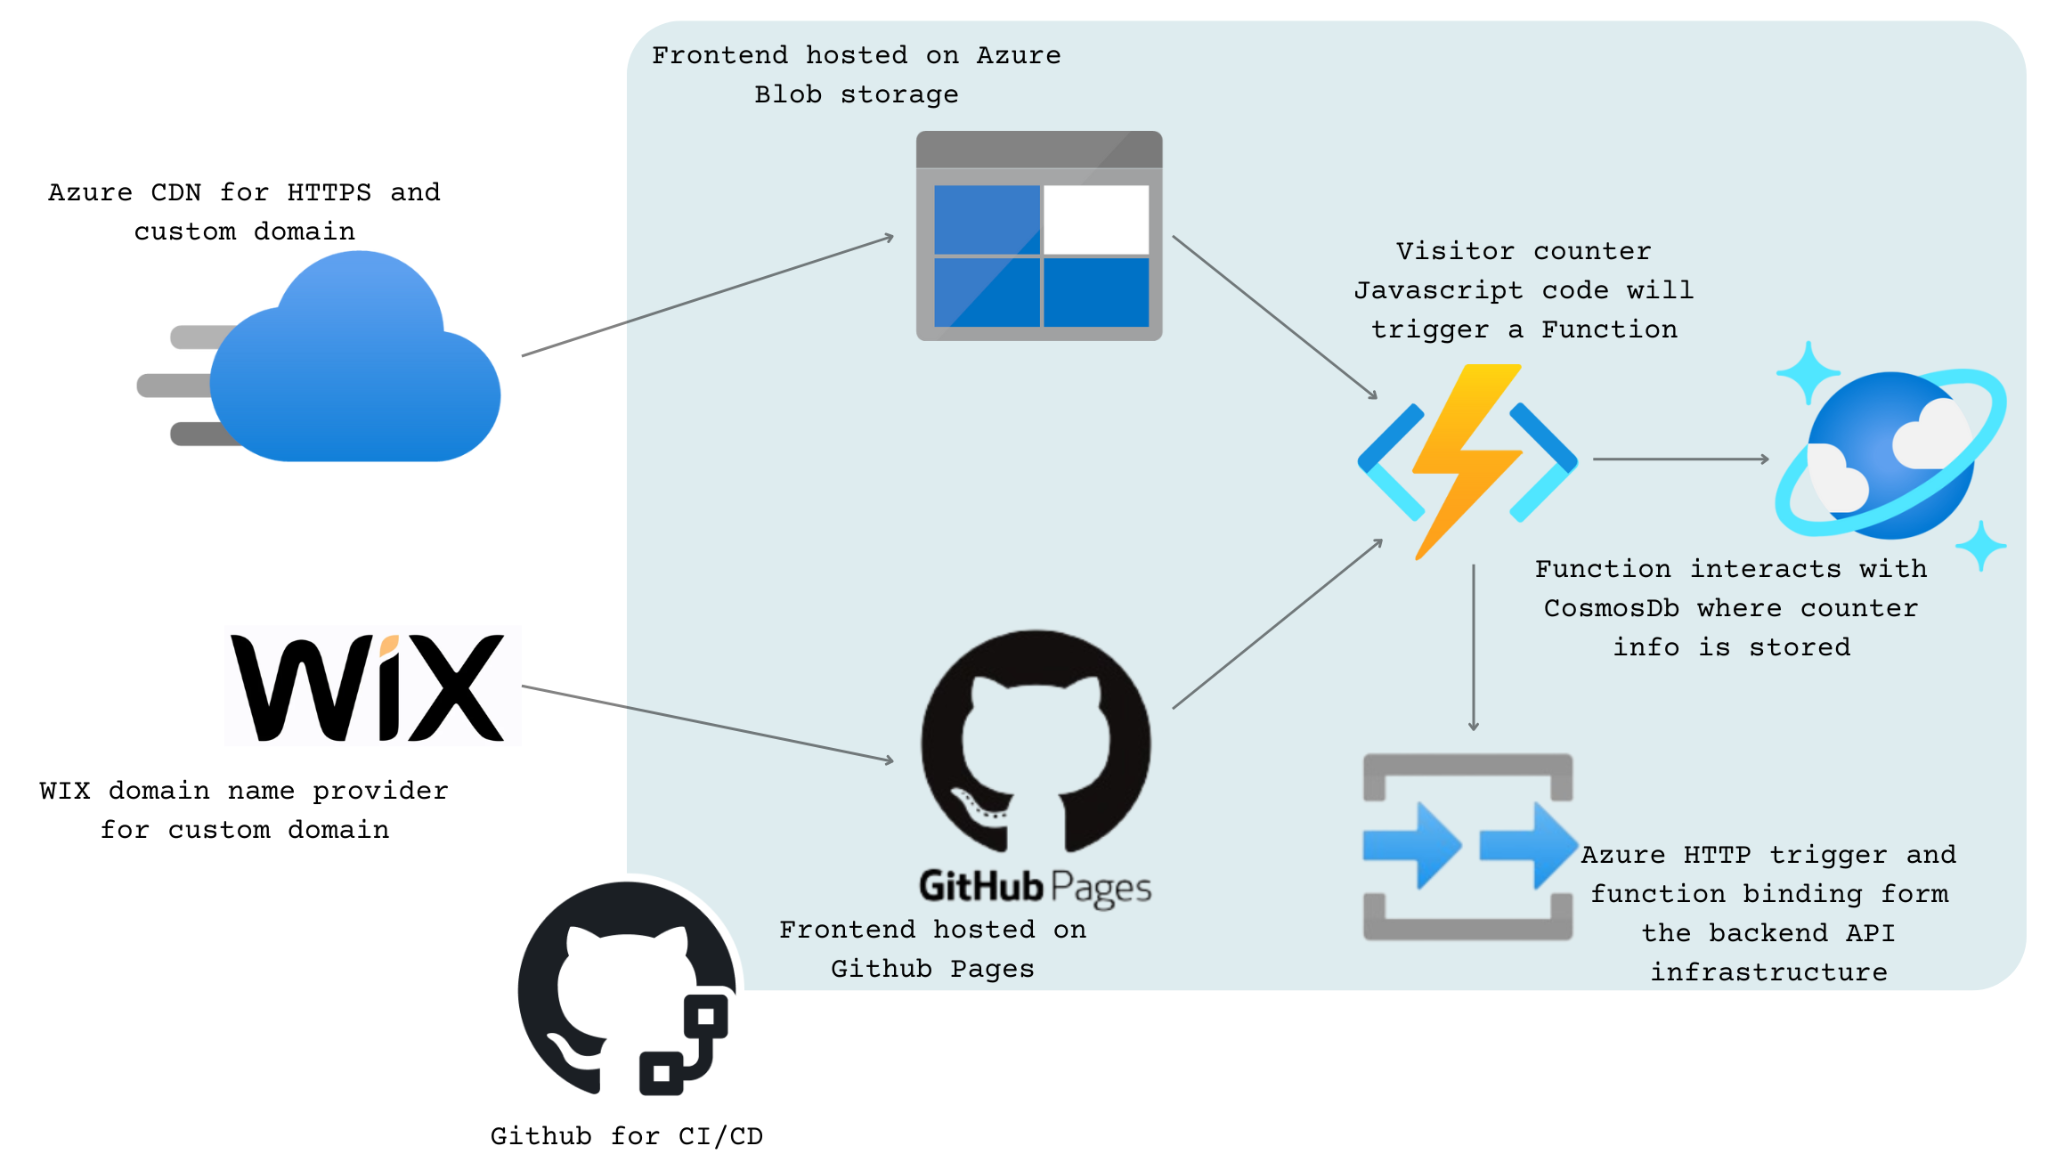 Frontend hosted on Azure
Blob storage
Azure CDN for HTTPS and
custom domain
Visitor counter
Javascript code will
trigger a Function
Function interacts with
CosmosDb where counter
info is stored
WiX
WIX domain name provider
for custom domain
GitHub Pages
Frontend hosted on
Github Pages
Azure HTTP trigger and
function binding form
the backend API
infrastructure
Github for CI/CD